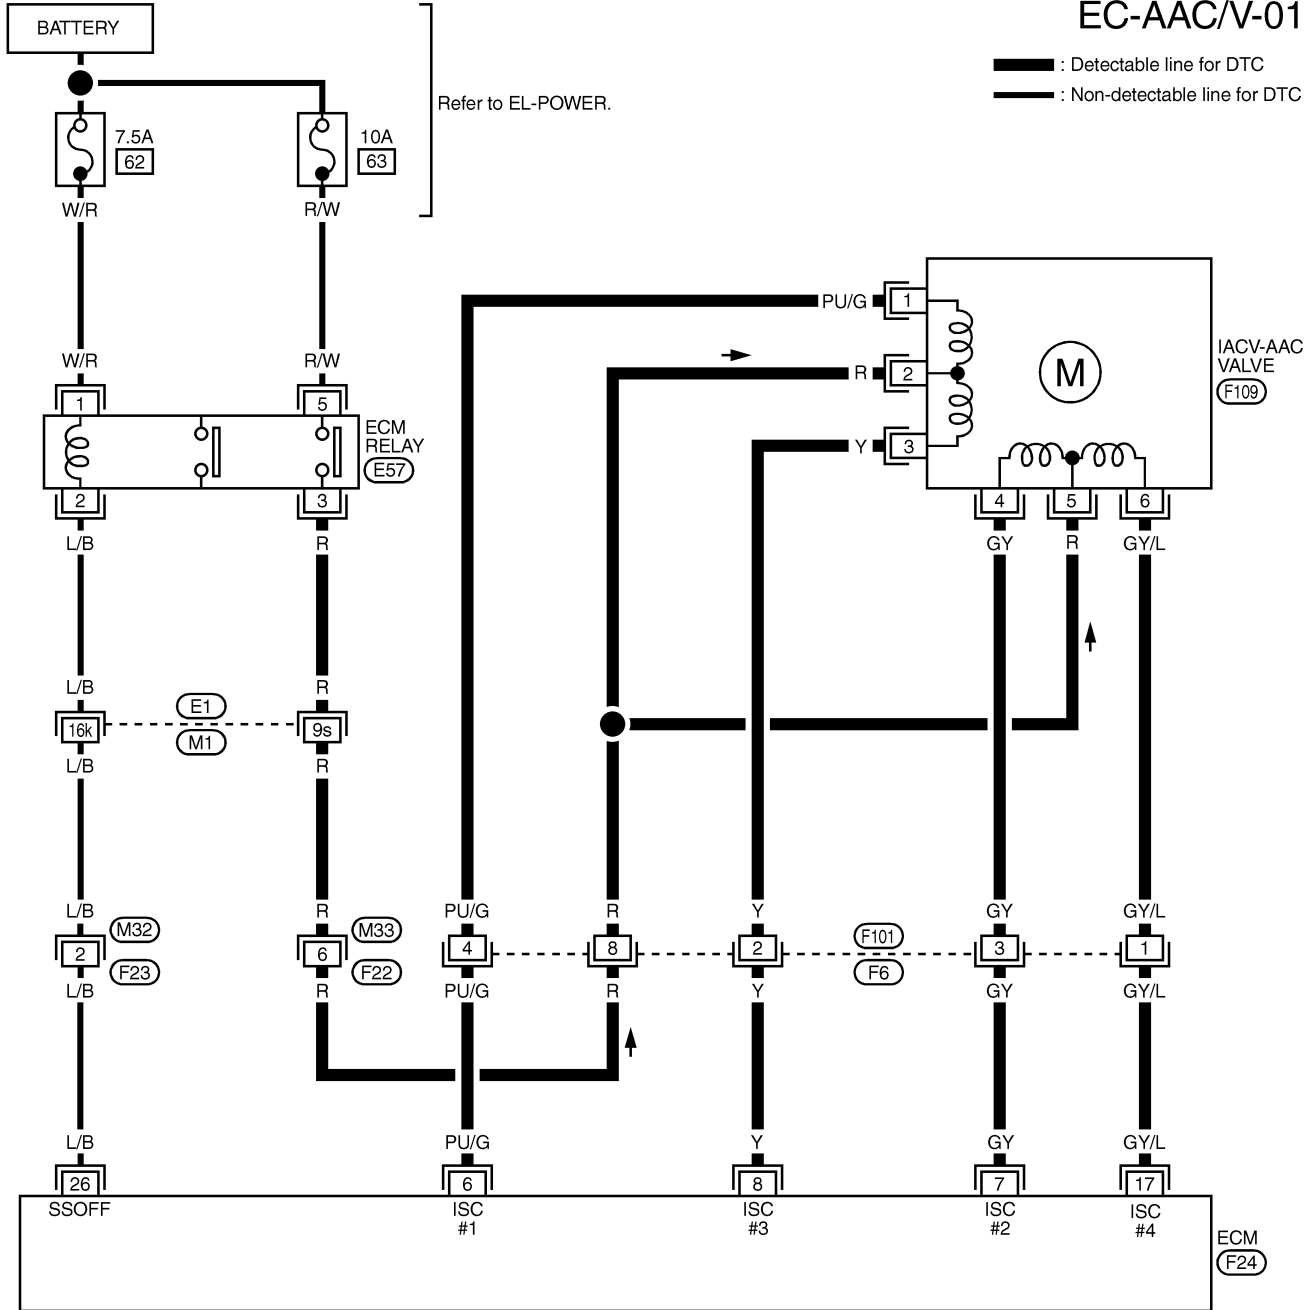 EC-AAC/V-01
BATTERY
: Detectable line for DTC
: Non-detectable line for DTC
Refer to EL-POWER.
7.5A
62
10A
63
W/R
R/W
PU/G
1
R
2
Y
3
M
IACV-AAC
VALVE
F109
W/R
R/W
1
5
ECM
RELAY
E57
2
3
4
5
6
L/B
R
GY
R
GY/L
L/B
R
16k
E1
M1
9s
L/B
R
L/B
R
PU/G
R
Y
GY
GY/L
2
M32
F23
6
M33
F22
4
8
2
F101
F6
3
1
L/B
R
PU/G
R
Y
GY
GY/L
L/B
PU/G
Y
GY
GY/L
26
6
8
7
17
SSOFF
ISC
#1
ISC
#3
ISC
#2
ISC
#4
ECM
F24